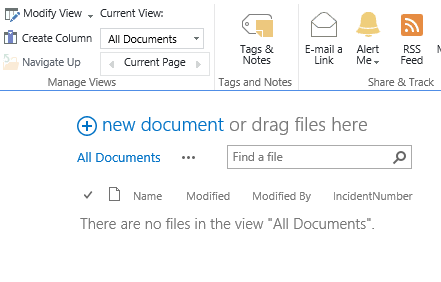 Modify View
Current View:
Create Column
All Documents
Navigate Up
Current Page
Manage Views
Tags &
Notes
Tags and Notes
E-mail a
Link
Alert
Me
RSS
Feed
Share & Track
new document or drag files here
All Documents ...
Find a file
Name Modified Modified By IncidentNumber
There are no files in the view "All Documents".